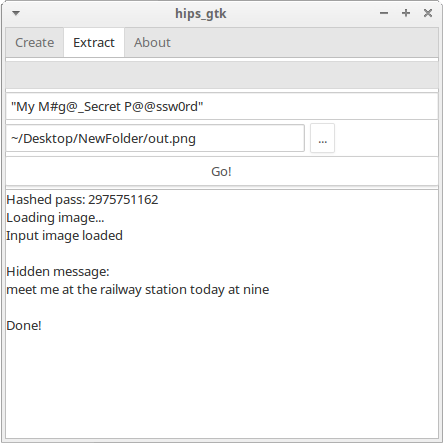 hips_gtk
Create Extract About
"My M#g@_Secret P@@ssw0rd"
~/Desktop/NewFolder/out.png ...
Go!
Hashed pass: 2975751162
Loading image...
Input image loaded
Hidden message:
meet me at the railway station today at nine
Done!